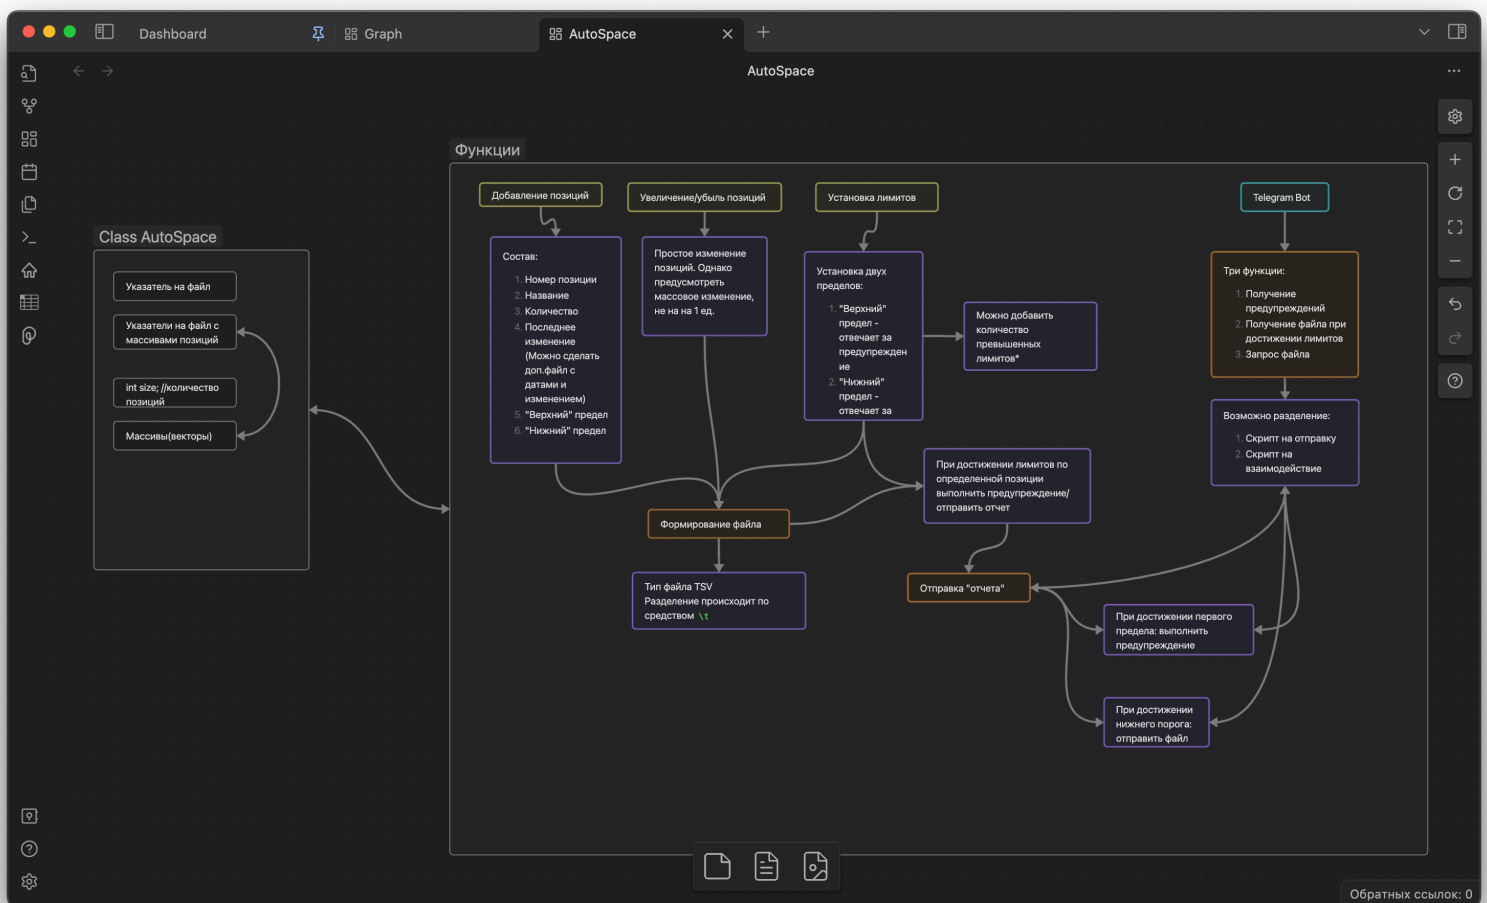 Dashboard
Graph
AutoSpace
AutoSpace
Функции
Class AutoSpace
Указатель на файл
Указатели на файл с
массивами позиций
int size; //количество
позиций
Массивы(векторы)
Добавление позиций
Состав:
1. Номер позиции
2. Название
3. Количество
4. Последнее
изменение
(Можно сделать
доп.файл с
датами и
изменением)
5. "Верхний" предел
6. "Нижний" предел
Увеличение/убыль позиций
Простое изменение
позиций. Однако
предусмотреть
массовое изменение,
не на на 1 ед.
Установка лимитов
Установка двух
пределов:
1. "Верхний"
предел -
отвечает за
предупрежден
ие
2. "Нижний"
предел -
отвечает за
Можно добавить
количество
превышенных
лимитов*
Формирование файла
Тип файла TSV
Разделение происходит по
средством \t
При достижении лимитов по
определенной позиции
выполнить предупреждение/
отправить отчет
Отправка "отчета"
Telegram Bot
Три функции:
1. Получение
предупреждений
2. Получение файла при
достижении лимитов
3. Запрос файла
Возможно разделение:
1. Скрипт на отправку
2. Скрипт на
взаимодействие
При достижении первого
предела: выполнить
предупреждение
При достижении
нижнего порога:
отправить файл
Обратных ссылок: 0